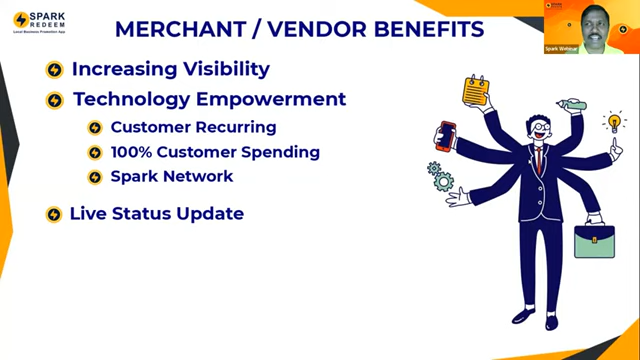 SPARK
REDEEM
Local Business Promotion App
MERCHANT / VENDOR BENEFITS
Spark Webinar
Increasing Visibility
Technology Empowerment
Customer Recurring
100% Customer Spending
Spark Network
Live Status Update